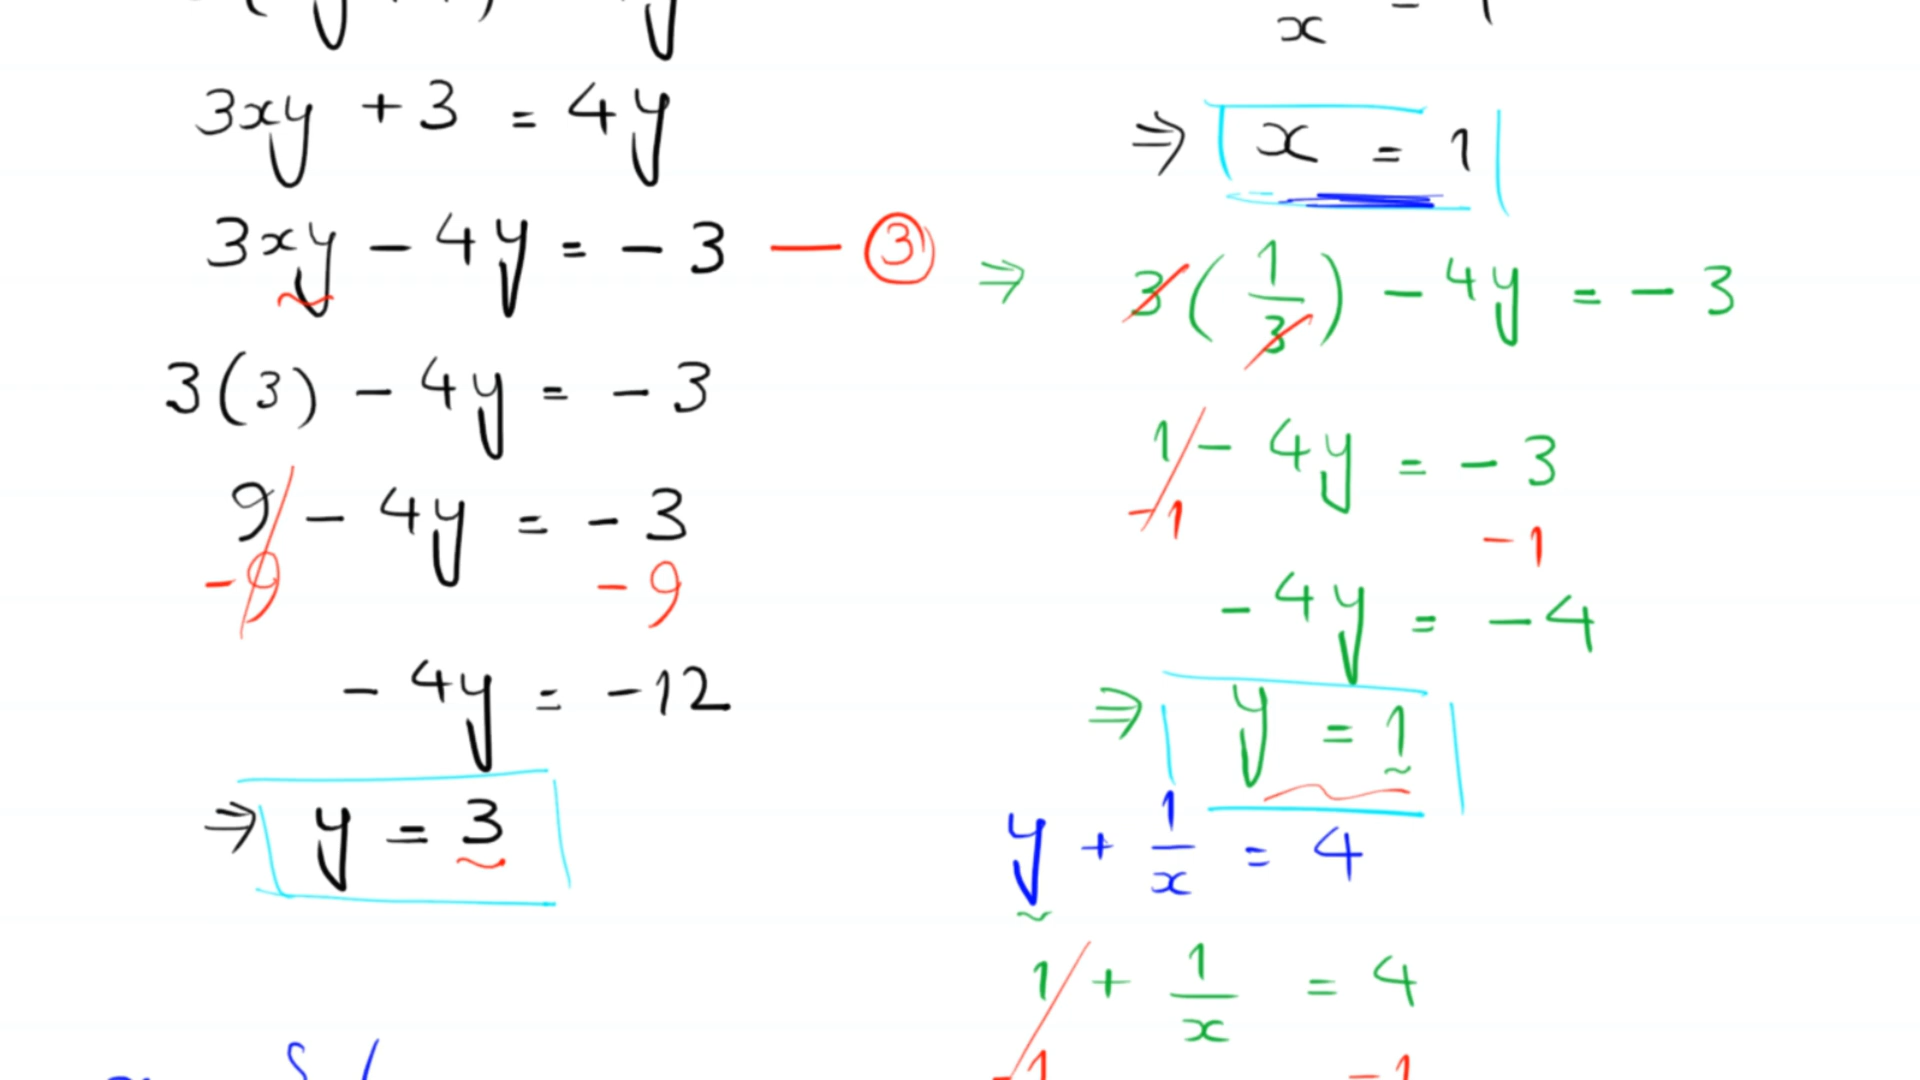 3xy + 3 = 4y
3xy - 4y = - 3 — ③
3(3) - 4y = - 3
9 - 4y = - 3
-9 -9
- 4y = -12
⇒ y = 3
x
⇒ x = 1
⇒ 3(1/3) - 4y = - 3
1 - 4y = - 3
-1 -1
- 4y = - 4
⇒ y = 1
y + 1/x = 4
1 + 1/x = 4
-1 -1